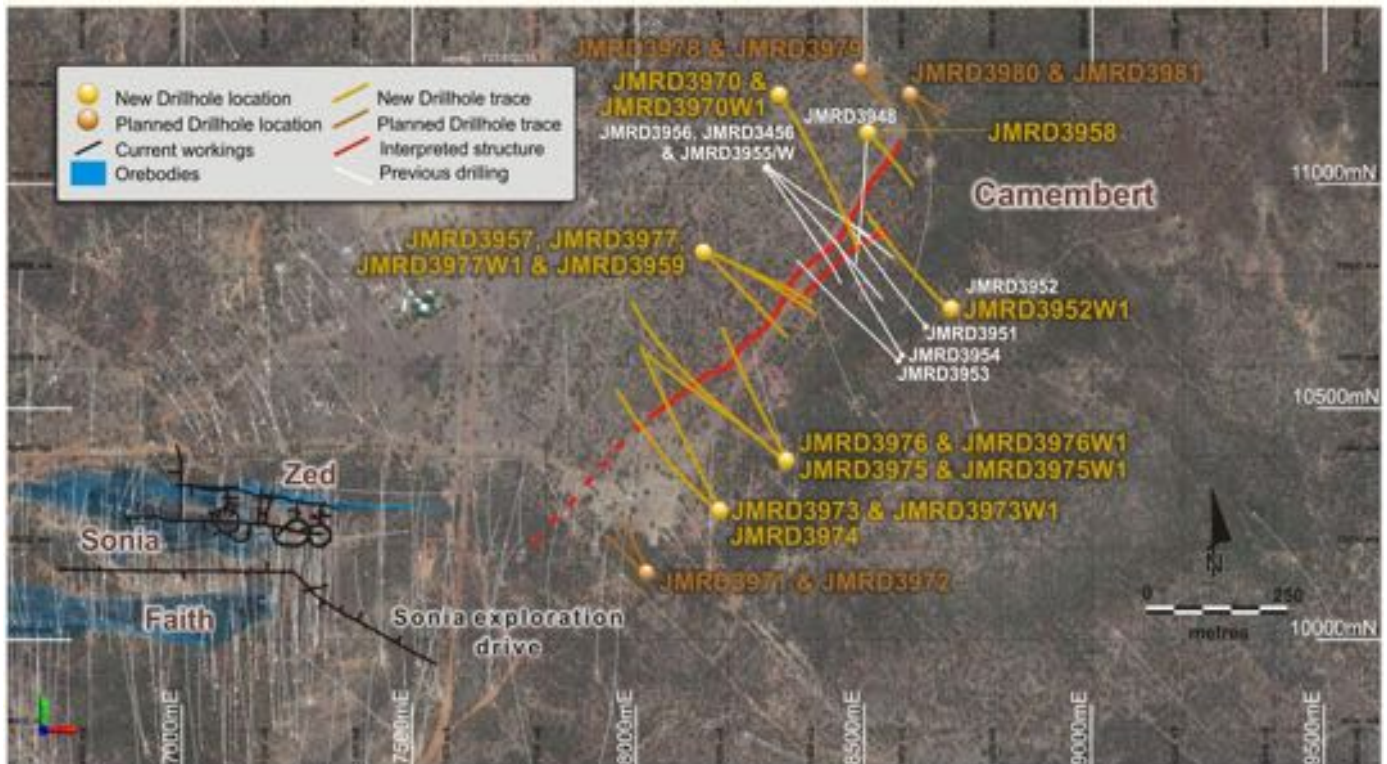 New Drillhole location
Planned Drillhole location
Current workings
Orebodies
New Drillhole trace
Planned Drillhole trace
Interpreted structure
Previous drilling
JMRD3978 & JMRD3979
JMRD3970 &
JMRD3970W1
JMRD3980 & JMRD3981
JMRD3948
JMRD3958
JMRD3956, JMRD3456
& JMRD3955/W
11000mN
Camembert
JMRD3957, JMRD3977,
JMRD3977W1 & JMRD3959
JMRD3952
JMRD3952W1
JMRD3951
JMRD3954
JMRD3953
10500mN
JMRD3976 & JMRD3976W1
JMRD3975 & JMRD3975W1
Zed
JMRD3973 & JMRD3973W1
JMRD3974
Sonia
JMRD3971 & JMRD3972
N
0 250
metres
Faith
Sonia exploration
drive
10000mN
7000mE
7500mE
8000mE
8500mE
9000mE
9500mE